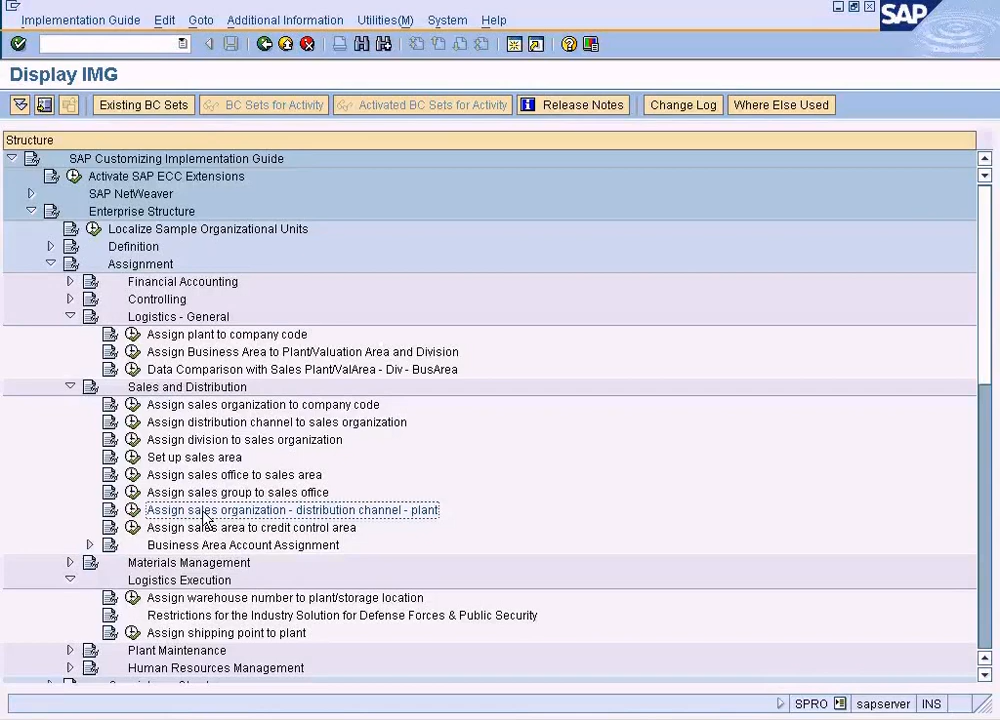 Implementation Guide Edit Goto Additional Information Utilities(M) System Help
SAP
Display IMG
Existing BC Sets BC Sets for Activity Activated BC Sets for Activity Release Notes Change Log Where Else Used
Structure
SAP Customizing Implementation Guide
Activate SAP ECC Extensions
SAP NetWeaver
Enterprise Structure
Localize Sample Organizational Units
Definition
Assignment
Financial Accounting
Controlling
Logistics - General
Assign plant to company code
Assign Business Area to Plant/Valuation Area and Division
Data Comparison with Sales Plant/ValArea - Div - BusArea
Sales and Distribution
Assign sales organization to company code
Assign distribution channel to sales organization
Assign division to sales organization
Set up sales area
Assign sales office to sales area
Assign sales group to sales office
Assign sales organization - distribution channel - plant
Assign sales area to credit control area
Business Area Account Assignment
Materials Management
Logistics Execution
Assign warehouse number to plant/storage location
Restrictions for the Industry Solution for Defense Forces & Public Security
Assign shipping point to plant
Plant Maintenance
Human Resources Management
SPRO sapserver INS